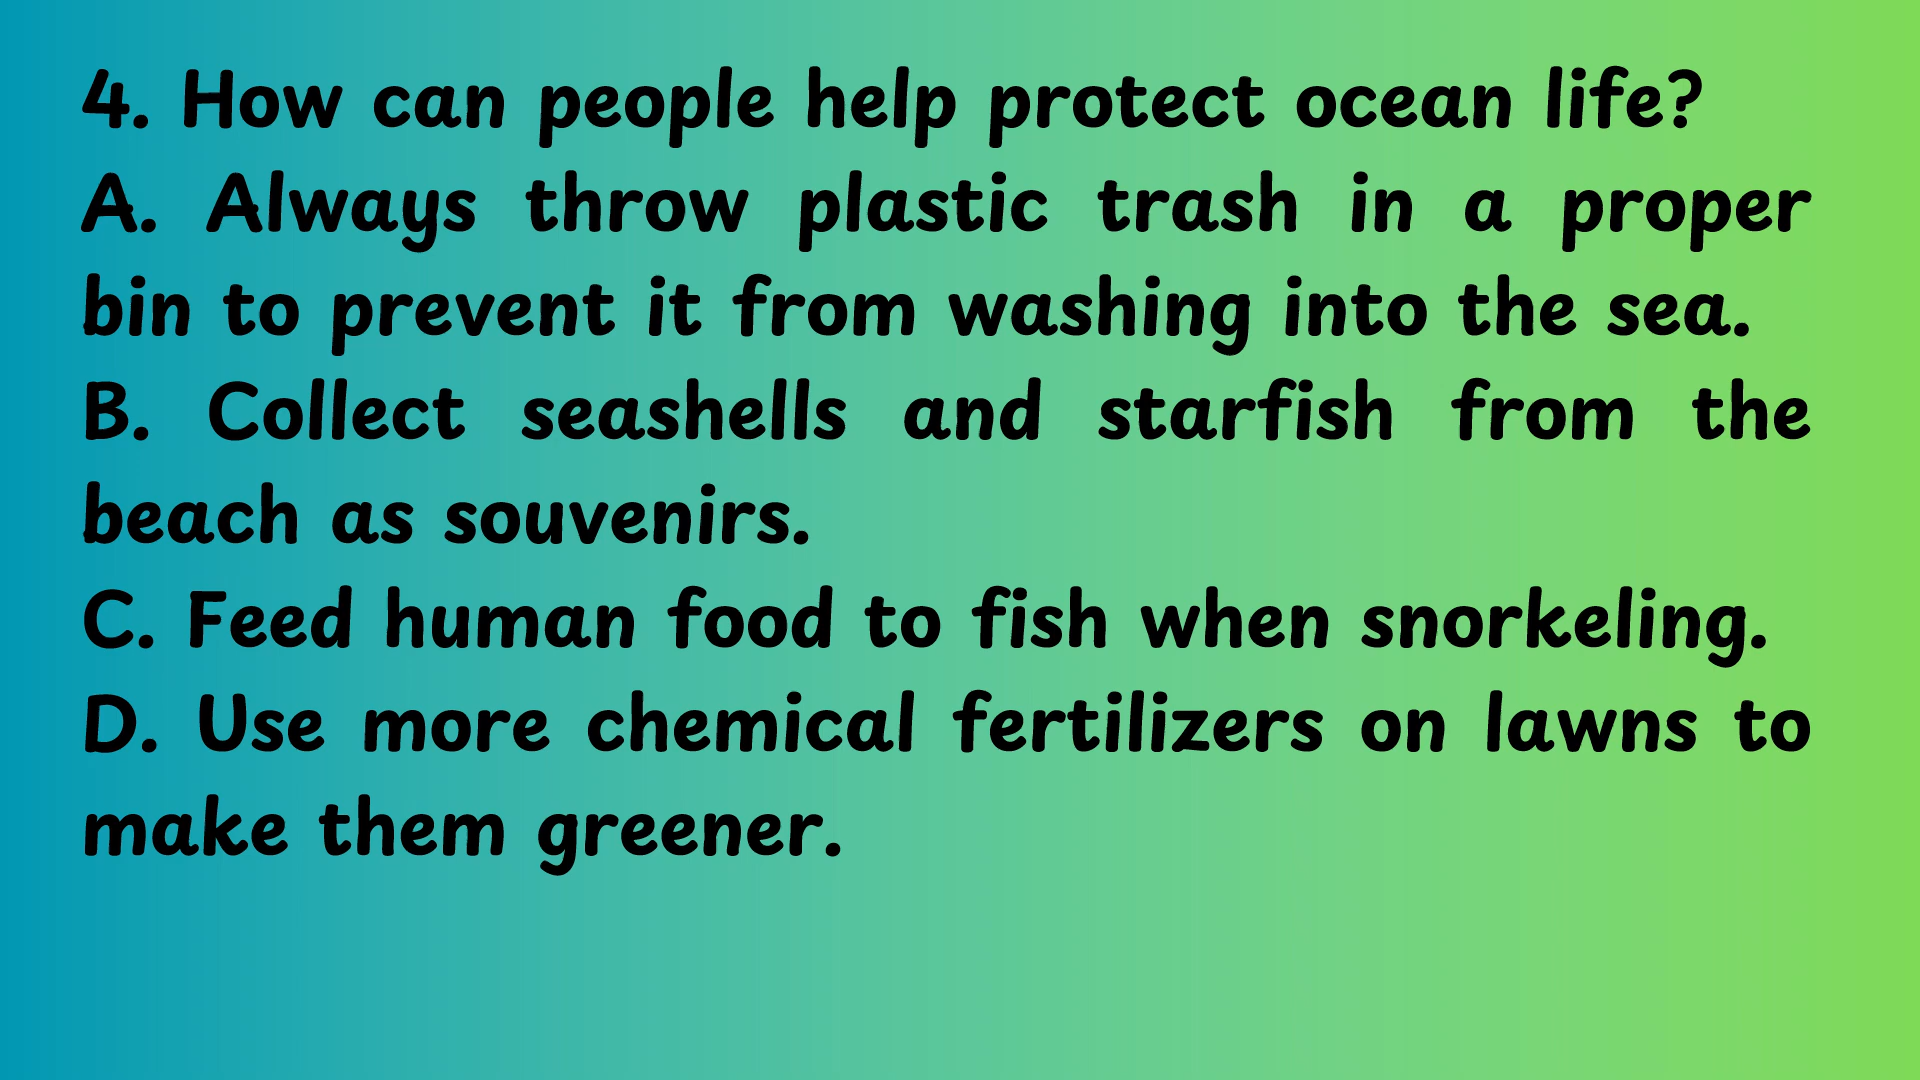 4. How can people help protect ocean life?
A. Always throw plastic trash in a proper
bin to prevent it from washing into the sea.
B. Collect seashells and starfish from the
beach as souvenirs.
C. Feed human food to fish when snorkeling.
D. Use more chemical fertilizers on lawns to
make them greener.